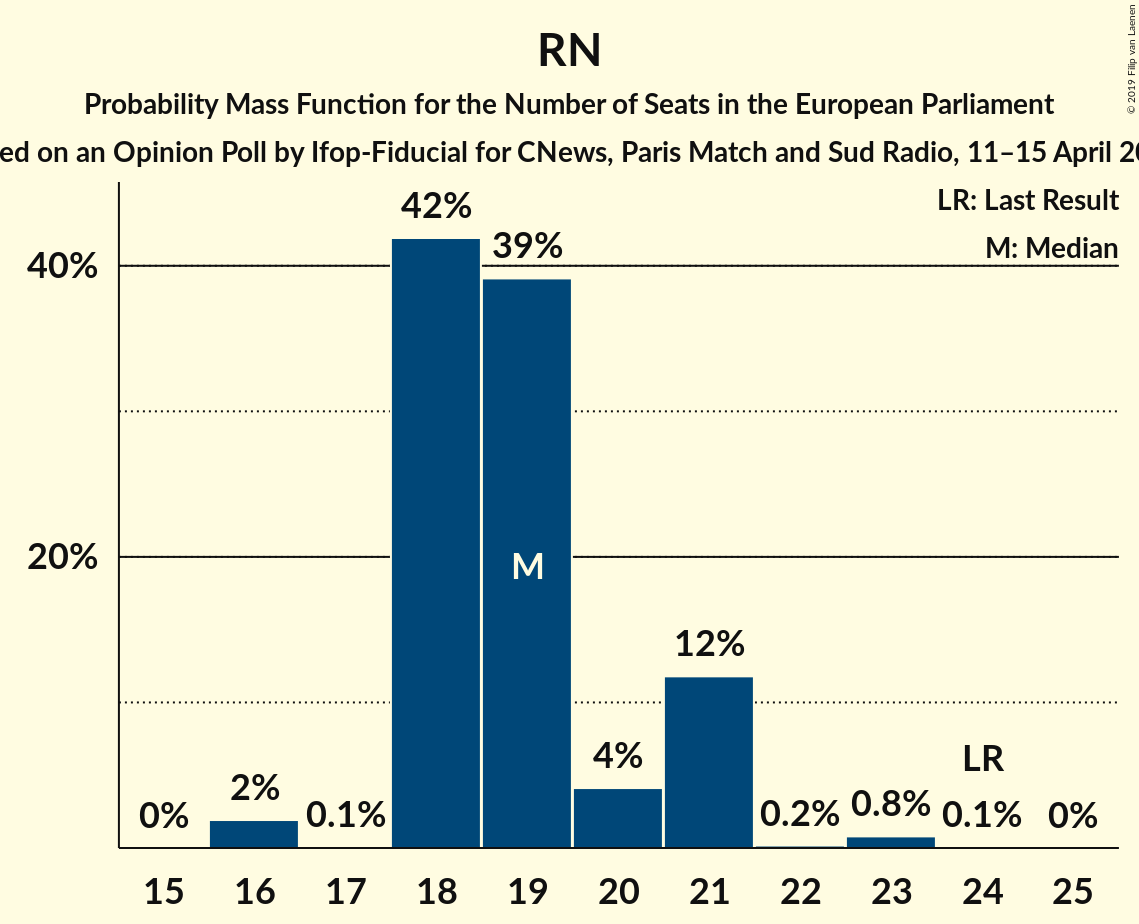 RN
Probability Mass Function for the Number of Seats in the European Parliament
on an Opinion Poll by Ifop-Fiducial for CNews, Paris Match and Sud Radio, 11–15 April
© 2019 Filip van Laenen
LR: Last Result
M: Median
42%
39%
40%
20%
M
12%
4%
LR
2%
0%
0.1%
0.2%
0.8%
0.1%
0%
15 16 17 18 19 20 21 22 23 24 25